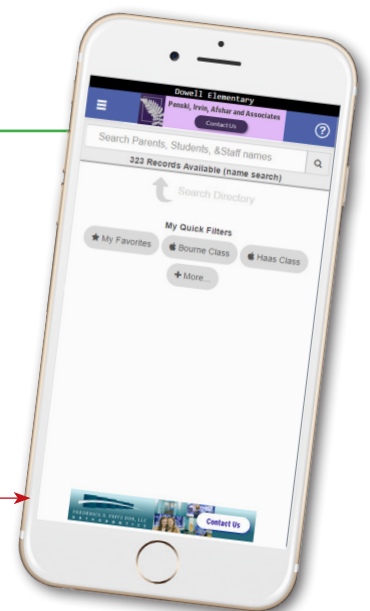 Dowell Elementary
Penski, Irvin, Afshar and Associates
Contact Us
Search Parents, Students, &Staff names
323 Records Available (name search)
Search Directory
My Quick Filters
My Favorites
Bourne Class
Haas Class
+ More...
Contact Us